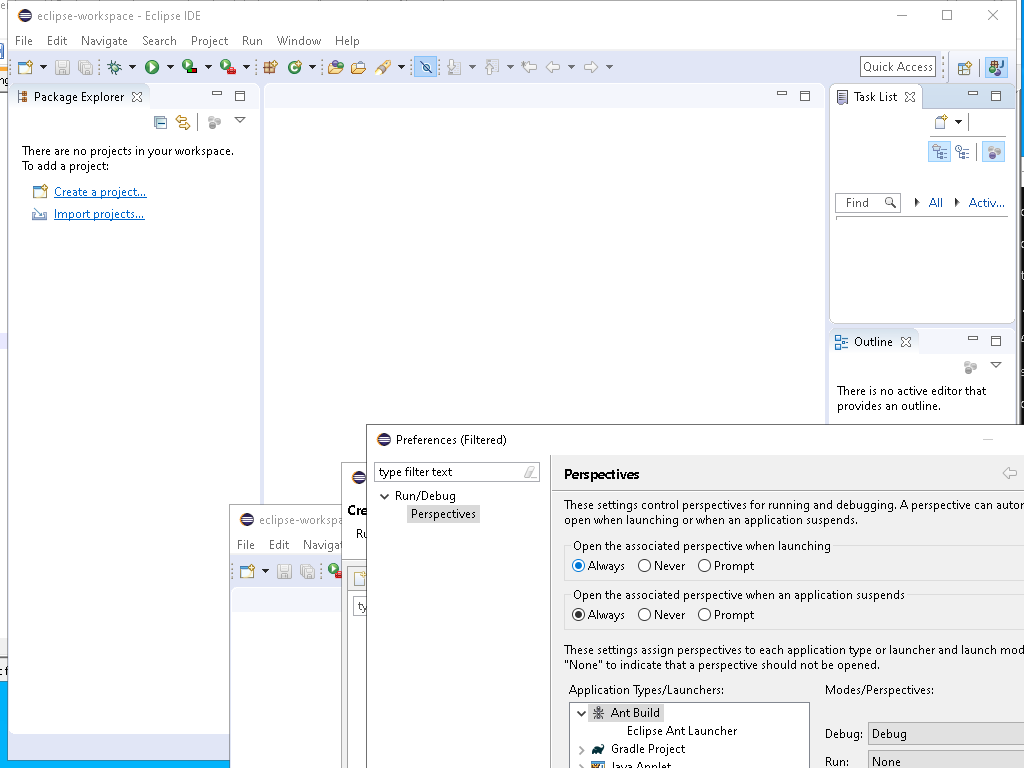 eclipse-workspace - Eclipse IDE
File Edit Navigate Search Project Run Window Help
Quick Access
Package Explorer
Task List
There are no projects in your workspace.
To add a project:
Create a project...
Import projects...
Find All Activ...
Outline
There is no active editor that
provides an outline.
Preferences (Filtered)
type filter text
Perspectives
Run/Debug
Perspectives
These settings control perspectives for running and debugging. A perspective can
open when launching or when an application suspends.
Open the associated perspective when launching
Always Never Prompt
Open the associated perspective when an application suspends
Always Never Prompt
These settings assign perspectives to each application type or launcher and launch
"None" to indicate that a perspective should not be opened.
Application Types/Launchers: Modes/Perspectives:
Ant Build
Eclipse Ant Launcher
Gradle Project
Java Applet
Debug: Debug
Run: None
Cre
Ru
ty
eclipse-workspa
File Edit Naviga